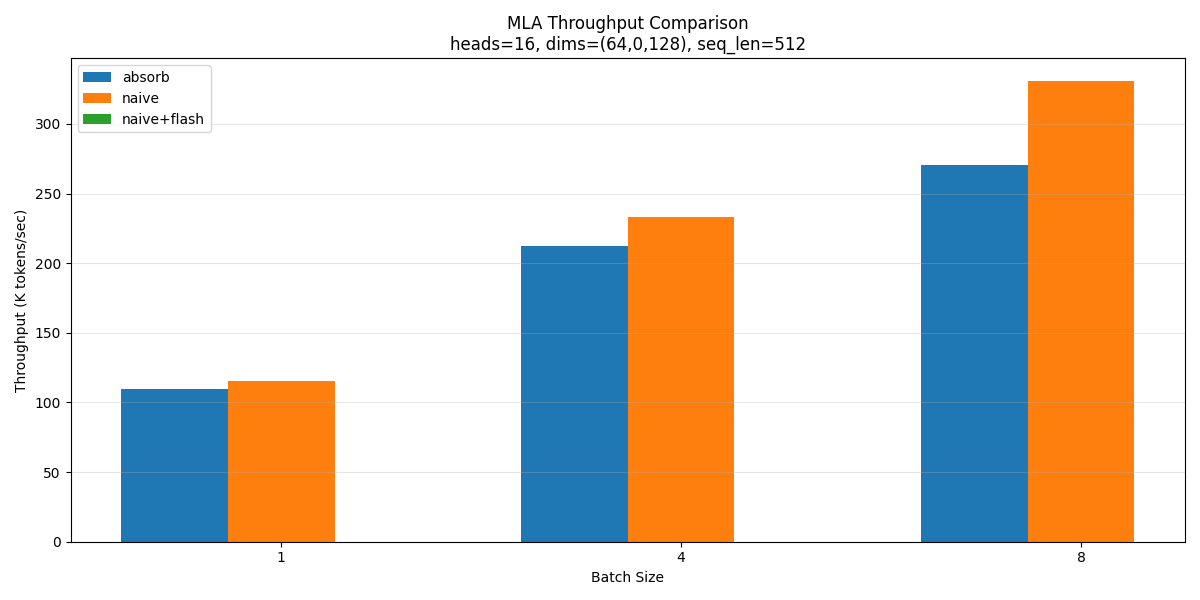 MLA Throughput Comparison
heads=16, dims=(64,0,128), seq_len=512
absorb
naive
naive+flash
Throughput (K tokens/sec)
300
250
200
150
100
50
0
1 4 8
Batch Size